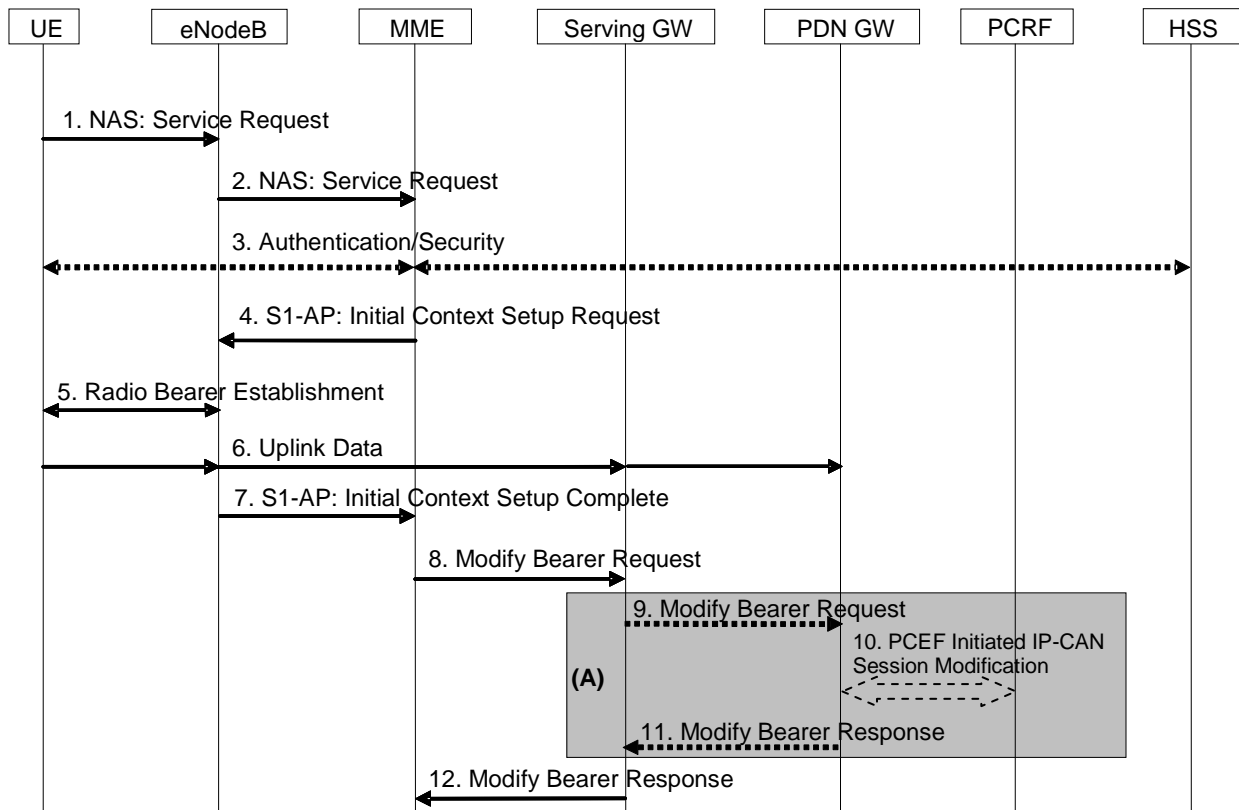 UE eNodeB MME Serving GW PDN GW PCRF HSS
1. NAS: Service Request
2. NAS: Service Request
3. Authentication/Security
4. S1-AP: Initial Context Setup Request
5. Radio Bearer Establishment
6. Uplink Data
7. S1-AP: Initial Context Setup Complete
8. Modify Bearer Request
9. Modify Bearer Request
10. PCEF Initiated IP-CAN
Session Modification
(A)
11. Modify Bearer Response
12. Modify Bearer Response